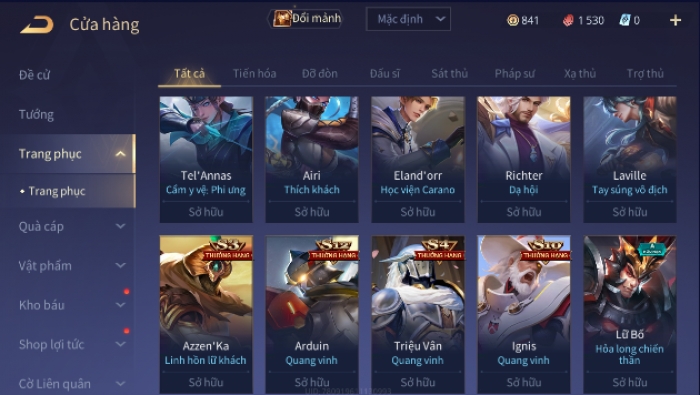 Cửa hàng
Đổi mảnh
Mặc định
841
1 530
0
Đề cử
Tướng
Trang phục
Trang phục
Quà cáp
Vật phẩm
Kho báu
Shop lợi tức
Cờ Liên quân
Tất cả
Tiến hóa
Đỡ đòn
Đấu sĩ
Sát thủ
Pháp sư
Xạ thủ
Trợ thủ
Tel'Annas
Cẩm y vệ: Phi ưng
Sở hữu
Airi
Thích khách
Sở hữu
Eland'orr
Học viện Carano
Sở hữu
Richter
Dạ hội
Sở hữu
Laville
Tay súng vô địch
Sở hữu
S3
THƯỞNG HẠNG
Azzen'Ka
Linh hồn lữ khách
Sở hữu
S12
THƯỞNG HẠNG
Arduin
Quang vinh
Sở hữu
THƯỞNG HẠNG
Triệu Vân
Quang vinh
Sở hữu
S10
THƯỞNG HẠNG
Ignis
Quang vinh
Sở hữu
Lữ Bố
Hỏa long chiến
thần
Sở hữu